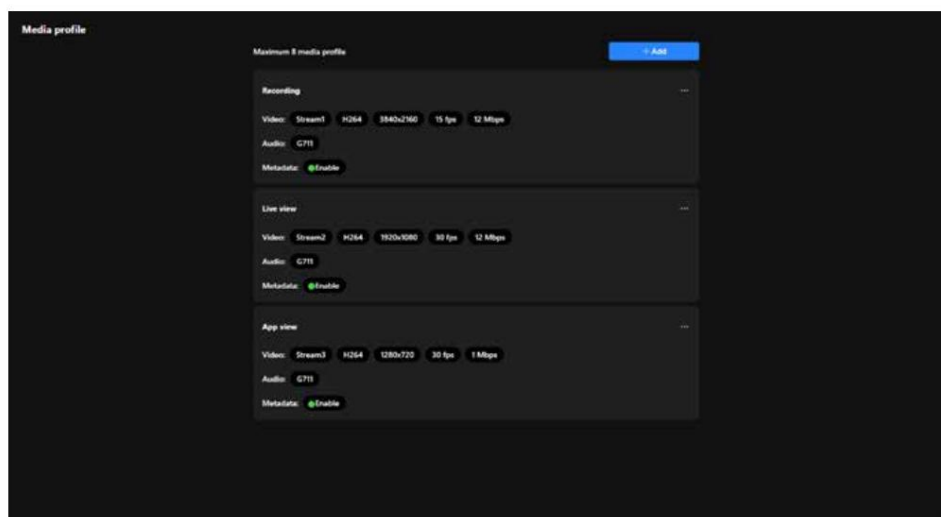 Media profile
Maximum 8 media profile
+ Add
Recording
...
Video: Stream1 H264 3840x2160 15 fps 12 Mbps
Audio: G711
Metadata: Enable
Live view
...
Video: Stream2 H264 1920x1080 30 fps 12 Mbps
Audio: G711
Metadata: Enable
App view
...
Video: Stream3 H264 1280x720 30 fps 1 Mbps
Audio: G711
Metadata: Enable